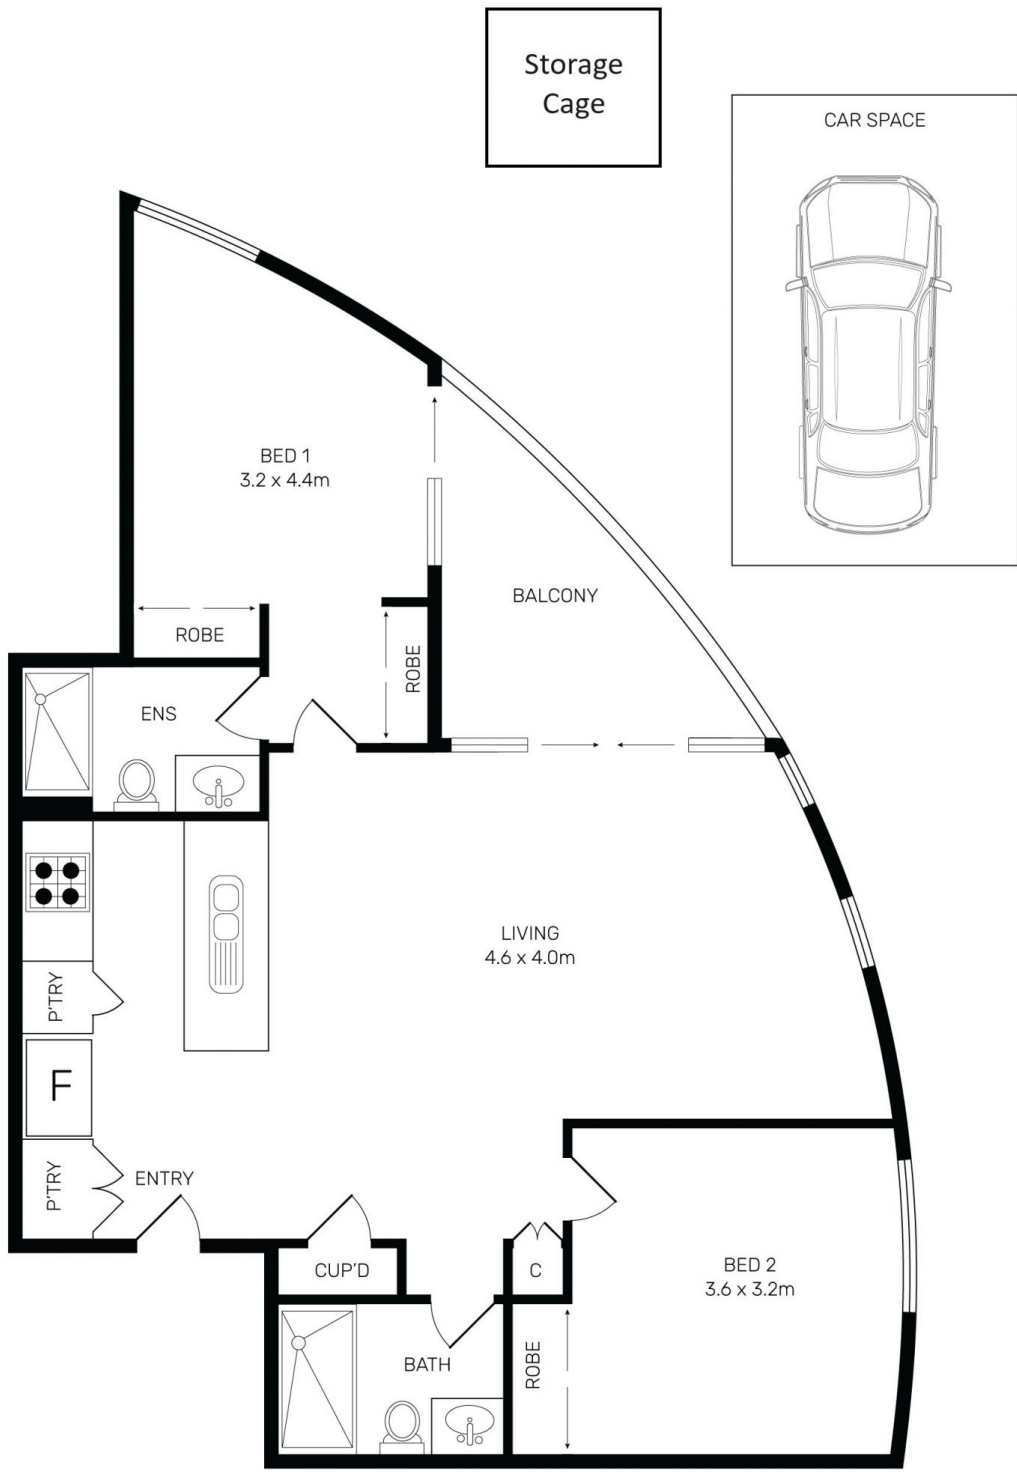 Storage
Cage
CAR SPACE
BED 1
3.2 x 4.4m
BALCONY
ROBE
ROBE
ENS
LIVING
4.6 x 4.0m
P'TRY
F
P'TRY
ENTRY
CUP'D
C
BED 2
3.6 x 3.2m
BATH
ROBE